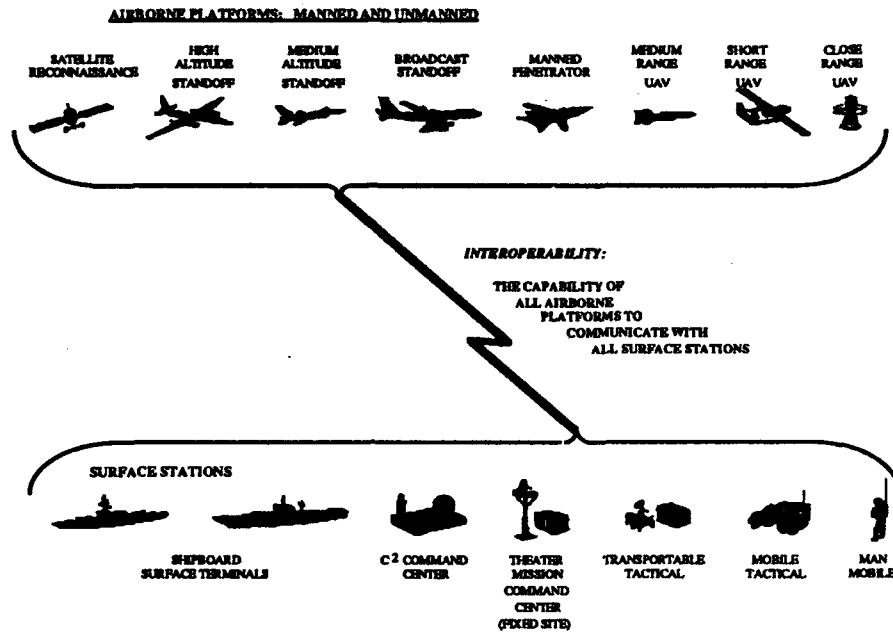 AIRBORNE PLATFORMS: MANNED AND UNMANNED
SATELLITE
RECONNAISSANCE
HIGH
ALTITUDE
STANDOFF
MEDIUM
ALTITUDE
STANDOFF
BROADCAST
STANDOFF
MANNED
PENETRATOR
MEDIUM
RANGE
UAV
SHORT
RANGE
UAV
CLOSE
RANGE
UAV
INTEROPERABILITY:
THE CAPABILITY OF
ALL AIRBORNE
PLATFORMS TO
COMMUNICATE WITH
ALL SURFACE STATIONS
SURFACE STATIONS
SHIPBOARD
SURFACE TERMINALS
C2 COMMAND
CENTER
THEATER
MISSION
COMMAND
CENTER
(FIXED SITE)
TRANSPORTABLE
TACTICAL
MOBILE
TACTICAL
MAN
MOBILE